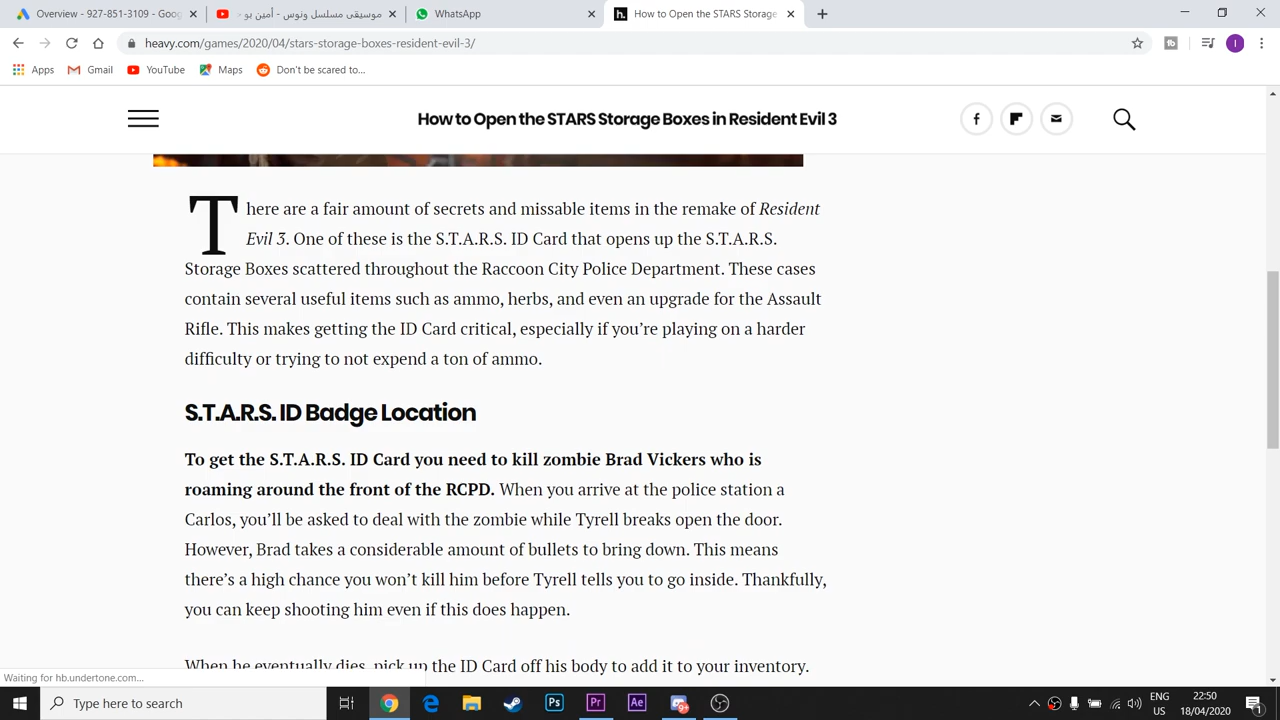 Overview - 927-851-3109 - Goog
موسيقى مسلسل ونوس - أمين بو
WhatsApp
How to Open the STARS Storage
heavy.com/games/2020/04/stars-storage-boxes-resident-evil-3/
Apps
Gmail
YouTube
Maps
Don't be scared to...
How to Open the STARS Storage Boxes in Resident Evil 3
There are a fair amount of secrets and missable items in the remake of Resident
Evil 3. One of these is the S.T.A.R.S. ID Card that opens up the S.T.A.R.S.
Storage Boxes scattered throughout the Raccoon City Police Department. These cases
contain several useful items such as ammo, herbs, and even an upgrade for the Assault
Rifle. This makes getting the ID Card critical, especially if you're playing on a harder
difficulty or trying to not expend a ton of ammo.
S.T.A.R.S. ID Badge Location
To get the S.T.A.R.S. ID Card you need to kill zombie Brad Vickers who is
roaming around the front of the RCPD. When you arrive at the police station a
Carlos, you'll be asked to deal with the zombie while Tyrell breaks open the door.
However, Brad takes a considerable amount of bullets to bring down. This means
there's a high chance you won't kill him before Tyrell tells you to go inside. Thankfully,
you can keep shooting him even if this does happen.
When he eventually dies, pick up the ID Card off his body to add it to your inventory.
Waiting for hb.undertone.com...
Type here to search
ENG
US
22:50
18/04/2020